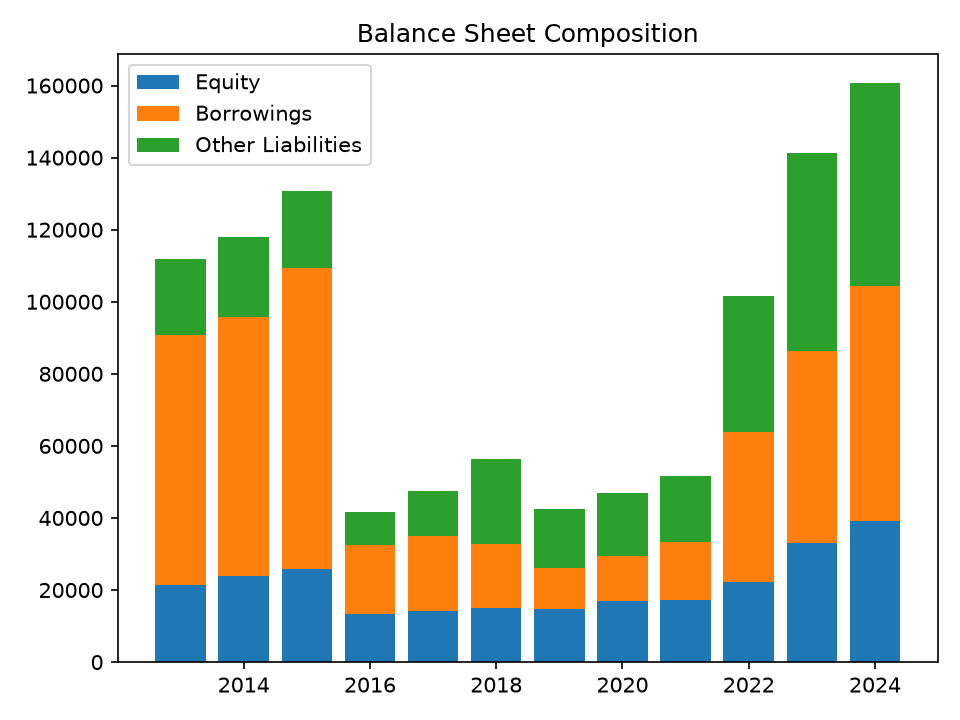 Balance Sheet Composition
Equity
Borrowings
Other Liabilities
160000
140000
120000
100000
80000
60000
40000
20000
0
2014 2016 2018 2020 2022 2024